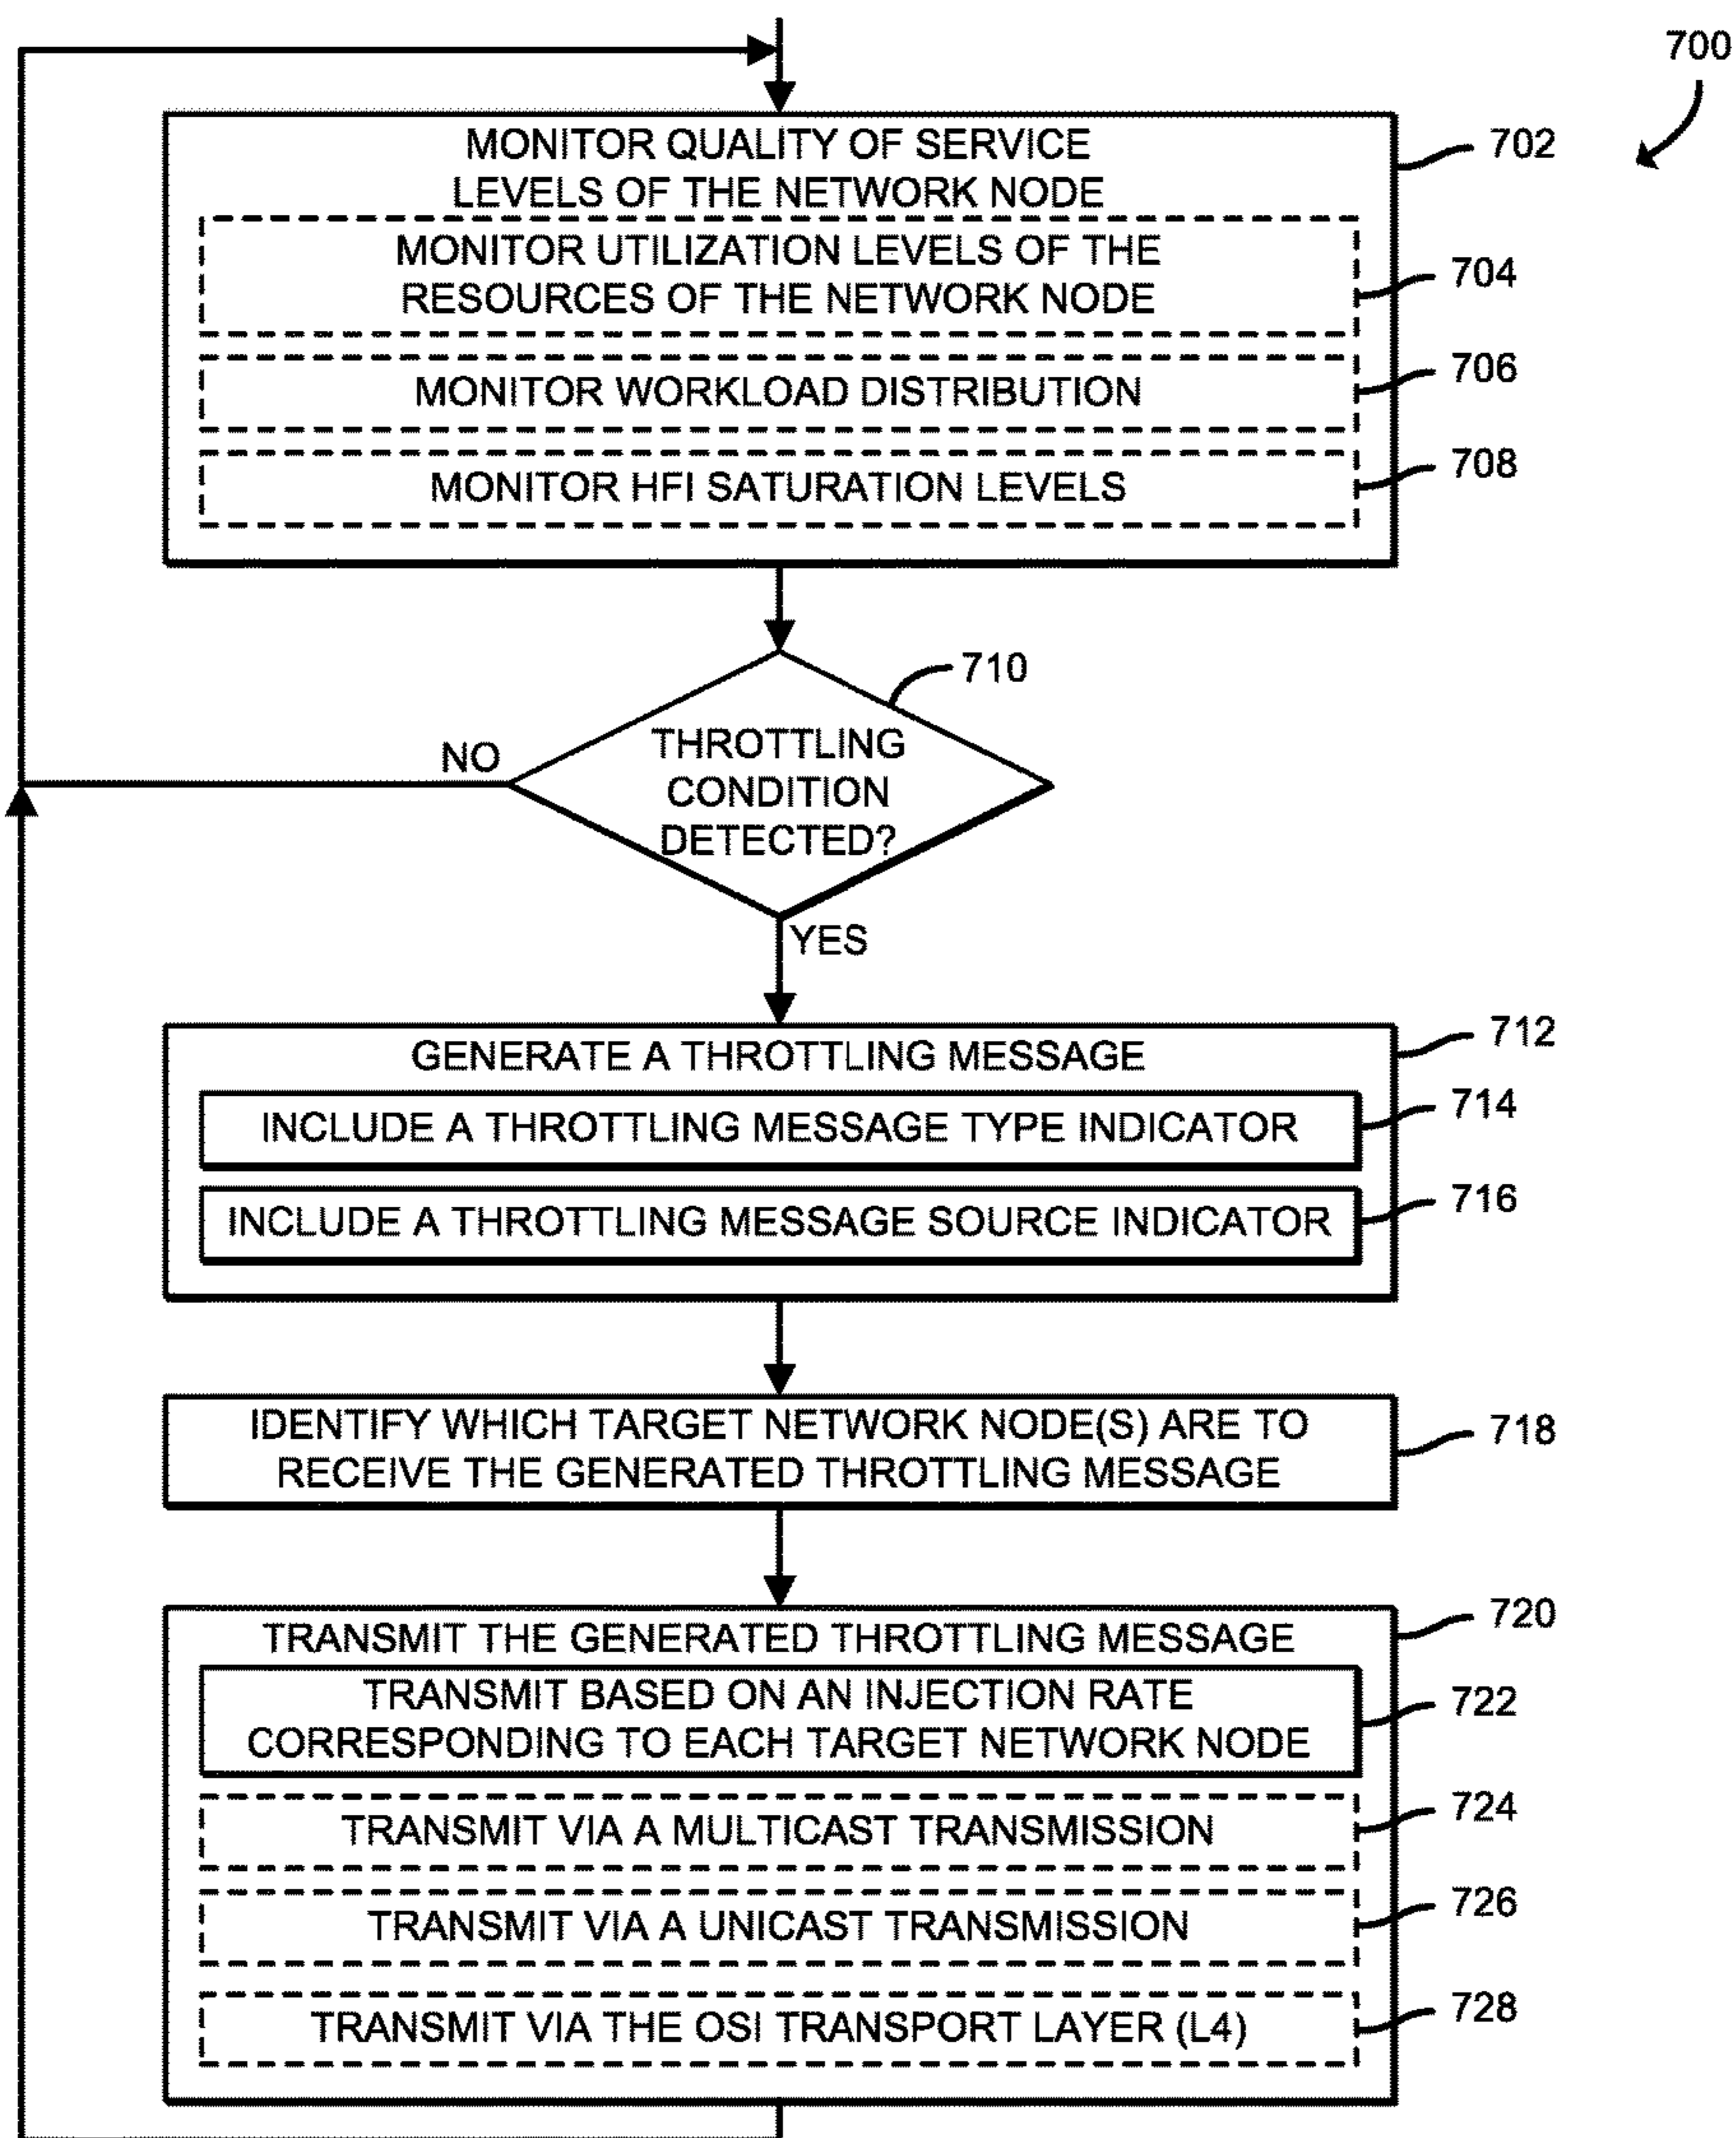 700
MONITOR QUALITY OF SERVICE
LEVELS OF THE NETWORK NODE
702
MONITOR UTILIZATION LEVELS OF THE
RESOURCES OF THE NETWORK NODE
704
MONITOR WORKLOAD DISTRIBUTION
706
MONITOR HFI SATURATION LEVELS
708
710
THROTTLING
CONDITION
DETECTED?
NO
YES
GENERATE A THROTTLING MESSAGE
712
INCLUDE A THROTTLING MESSAGE TYPE INDICATOR
714
INCLUDE A THROTTLING MESSAGE SOURCE INDICATOR
716
IDENTIFY WHICH TARGET NETWORK NODE(S) ARE TO
RECEIVE THE GENERATED THROTTLING MESSAGE
718
TRANSMIT THE GENERATED THROTTLING MESSAGE
720
TRANSMIT BASED ON AN INJECTION RATE
CORRESPONDING TO EACH TARGET NETWORK NODE
722
TRANSMIT VIA A MULTICAST TRANSMISSION
724
TRANSMIT VIA A UNICAST TRANSMISSION
726
TRANSMIT VIA THE OSI TRANSPORT LAYER (L4)
728